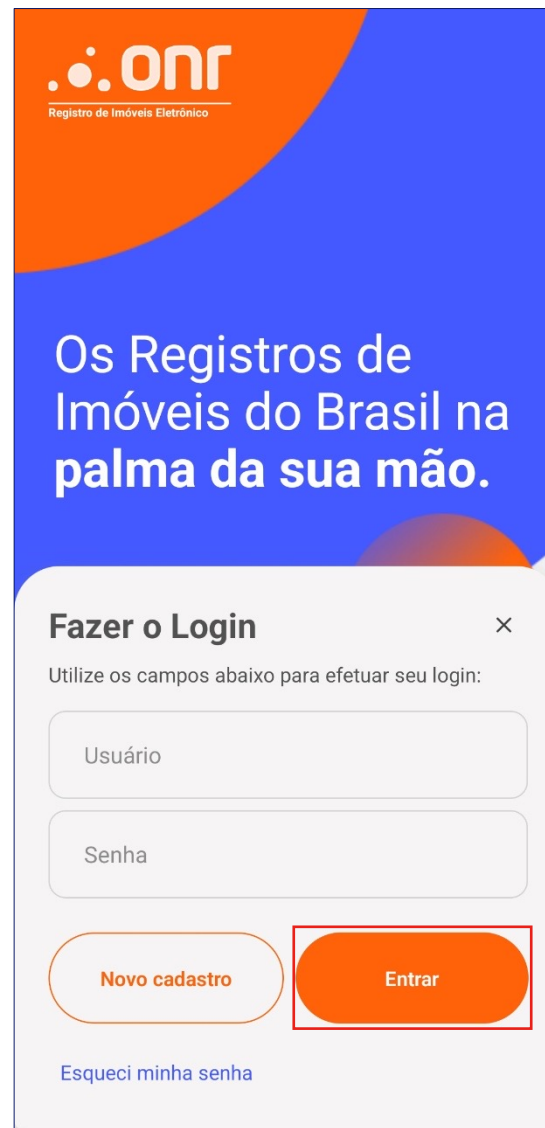 onr
Registro de Imóveis Eletrônico
Os Registros de
Imóveis do Brasil na
palma da sua mão.
Fazer o Login
Utilize os campos abaixo para efetuar seu login:
Usuário
Senha
Novo cadastro
Entrar
Esqueci minha senha